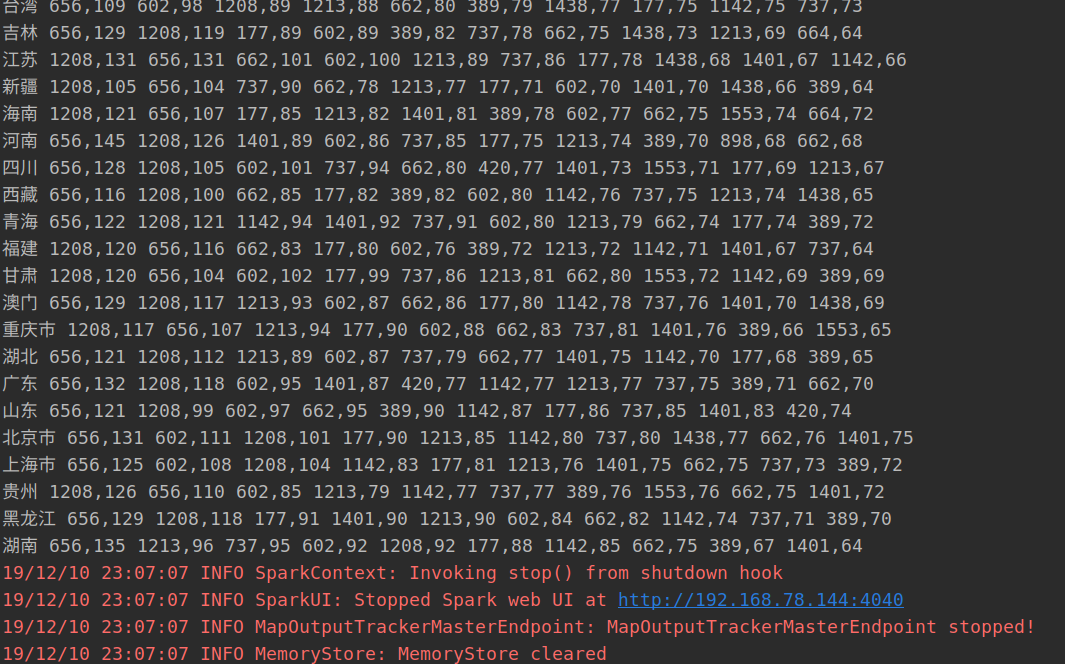 台湾 656,109 602,98 1208,89 1213,88 662,80 389,79 1438,77 177,75 1142,75 737,73
吉林 656,129 1208,119 177,89 602,89 389,82 737,78 662,75 1438,73 1213,69 664,64
江苏 1208,131 656,131 662,101 602,100 1213,89 737,86 177,78 1438,68 1401,67 1142,66
新疆 1208,105 656,104 737,90 662,78 1213,77 177,71 602,70 1401,70 1438,66 389,64
海南 1208,121 656,107 177,85 1213,82 1401,81 389,78 602,77 662,75 1553,74 664,72
河南 656,145 1208,126 1401,89 602,86 737,85 177,75 1213,74 389,70 898,68 662,68
四川 656,128 1208,105 602,101 737,94 662,80 420,77 1401,73 1553,71 177,69 1213,67
西藏 656,116 1208,100 662,85 177,82 389,82 602,80 1142,76 737,75 1213,74 1438,65
青海 656,122 1208,121 1142,94 1401,92 737,91 602,80 1213,79 662,74 177,74 389,72
福建 1208,120 656,116 662,83 177,80 602,76 389,72 1213,72 1142,71 1401,67 737,64
甘肃 1208,120 656,104 602,102 177,99 737,86 1213,81 662,80 1553,72 1142,69 389,69
澳门 656,129 1208,117 1213,93 602,87 662,86 177,80 1142,78 737,76 1401,70 1438,69
重庆市 1208,117 656,107 1213,94 177,90 602,88 662,83 737,81 1401,76 389,66 1553,65
湖北 656,121 1208,112 1213,89 602,87 737,79 662,77 1401,75 1142,70 177,68 389,65
广东 656,132 1208,118 602,95 1401,87 420,77 1142,77 1213,77 737,75 389,71 662,70
山东 656,121 1208,99 602,97 662,95 389,90 1142,87 177,86 737,85 1401,83 420,74
北京市 656,131 602,111 1208,101 177,90 1213,85 1142,80 737,80 1438,77 662,76 1401,75
上海市 656,125 602,108 1208,104 1142,83 177,81 1213,76 1401,75 662,75 737,73 389,72
贵州 1208,126 656,110 602,85 1213,79 1142,77 737,77 389,76 1553,76 662,75 1401,72
黑龙江 656,129 1208,118 177,91 1401,90 1213,90 602,84 662,82 1142,74 737,71 389,70
湖南 656,135 1213,96 737,95 602,92 1208,92 177,88 1142,85 662,75 389,67 1401,64
19/12/10 23:07:07 INFO SparkContext: Invoking stop() from shutdown hook
19/12/10 23:07:07 INFO SparkUI: Stopped Spark web UI at http://192.168.78.144:4040
19/12/10 23:07:07 INFO MapOutputTrackerMasterEndpoint: MapOutputTrackerMasterEndpoint stopped!
19/12/10 23:07:07 INFO MemoryStore: MemoryStore cleared